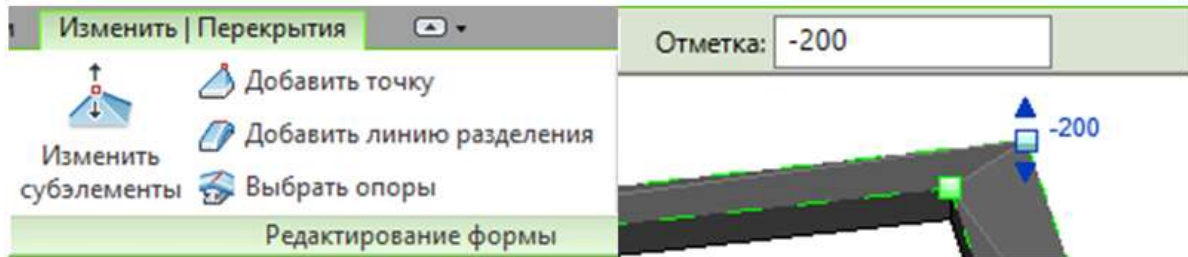 и Изменить | Перекрытия
Изменить
субэлементы
Добавить точку
Добавить линию разделения
Выбрать опоры
Редактирование формы
Отметка: -200
-200